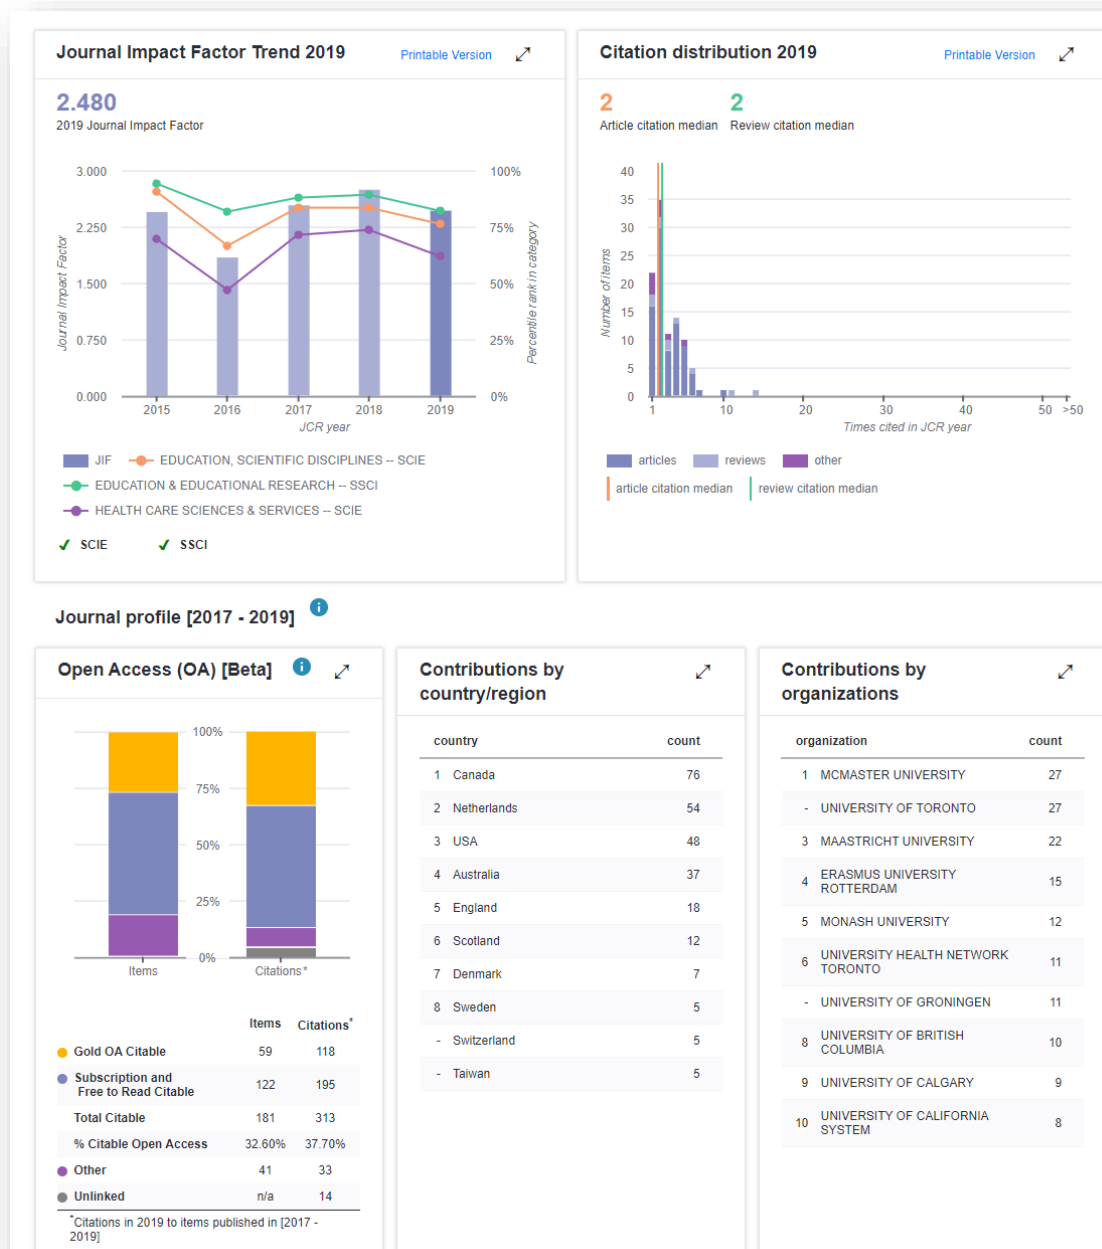 Journal Impact Factor Trend 2019
Printable Version
2.480
2019 Journal Impact Factor
3.000
2.250
1.500
0.750
0.000
Journal Impact Factor
100%
75%
50%
25%
0%
Percentile rank in category
2015 2016 2017 2018 2019
JCR year
JIF EDUCATION, SCIENTIFIC DISCIPLINES -- SCIE
EDUCATION & EDUCATIONAL RESEARCH -- SSCI
HEALTH CARE SCIENCES & SERVICES -- SCIE
✓ SCIE ✓ SSCI
Citation distribution 2019
Printable Version
2 2
Article citation median Review citation median
40
35
30
25
20
15
10
5
0
Number of items
1 10 20 30 40 50 >50
Times cited in JCR year
articles reviews other
article citation median review citation median
Journal profile [2017 - 2019] i
Open Access (OA) [Beta] i
100%
75%
50%
25%
0%
Items Citations*
Items Citations*
Gold OA Citable 59 118
Subscription and
Free to Read Citable 122 195
Total Citable 181 313
% Citable Open Access 32.60% 37.70%
Other 41 33
Unlinked n/a 14
*Citations in 2019 to items published in [2017 -
2019]
Contributions by
country/region
country count
1 Canada 76
2 Netherlands 54
3 USA 48
4 Australia 37
5 England 18
6 Scotland 12
7 Denmark 7
8 Sweden 5
- Switzerland 5
- Taiwan 5
Contributions by
organizations
organization count
1 MCMASTER UNIVERSITY 27
- UNIVERSITY OF TORONTO 27
3 MAASTRICHT UNIVERSITY 22
4 ERASMUS UNIVERSITY
ROTTERDAM 15
5 MONASH UNIVERSITY 12
6 UNIVERSITY HEALTH NETWORK
TORONTO 11
- UNIVERSITY OF GRONINGEN 11
8 UNIVERSITY OF BRITISH
COLUMBIA 10
9 UNIVERSITY OF CALGARY 9
10 UNIVERSITY OF CALIFORNIA
SYSTEM 8